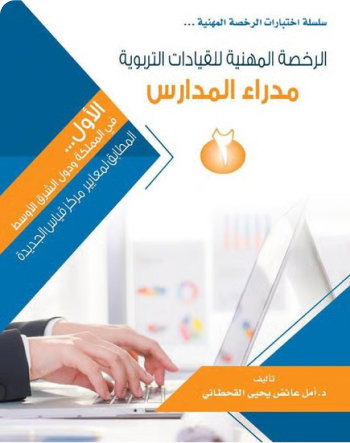 سلسلة اختبارات الرخصة المهنية ...
الرخصة المهنية للقيادات التربوية
مدراء المدارس
الأول...
في المملكة ودول الشرق الأوسط
المطابق لمعايير مركز قياس الجديدة
تأليف
د. أمل عائض يحيى القحطاني